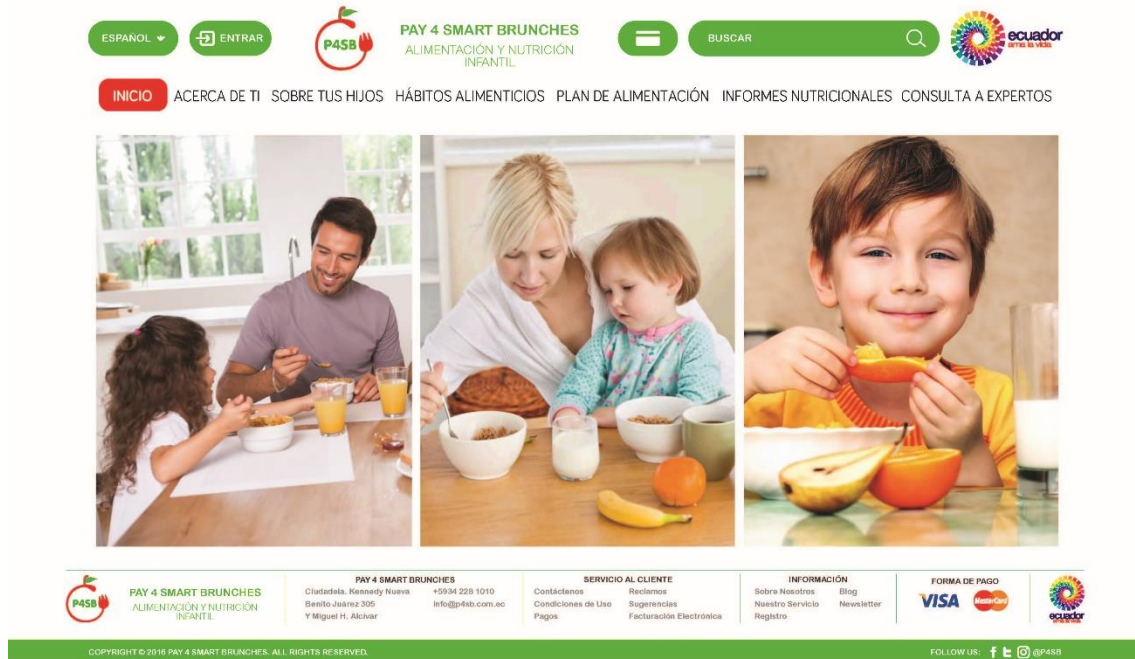 ESPAÑOL
ENTRAR
P4SB
PAY 4 SMART BRUNCHES
ALIMENTACIÓN Y NUTRICIÓN
INFANTIL
BUSCAR
ecuador
ama la vida
INICIO
ACERCA DE TI
SOBRE TUS HIJOS
HÁBITOS ALIMENTICIOS
PLAN DE ALIMENTACIÓN
INFORMES NUTRICIONALES
CONSULTA A EXPERTOS
P4SB
PAY 4 SMART BRUNCHES
ALIMENTACIÓN Y NUTRICIÓN
INFANTIL
PAY 4 SMART BRUNCHES
Ciudadela. Kennedy Nueva
Benito Juárez 305
Y Miguel H. Alcivar
+5934 228 1010
info@p4sb.com.ec
SERVICIO AL CLIENTE
Contáctenos
Condiciones de Uso
Pagos
Reclamos
Sugerencias
Facturación Electrónica
INFORMACIÓN
Sobre Nosotros
Nuestro Servicio
Registro
Blog
Newsletter
FORMA DE PAGO
VISA
MasterCard
ecuador
ama la vida
COPYRIGHT © 2016 PAY 4 SMART BRUNCHES. ALL RIGHTS RESERVED.
FOLLOW US:
@P4SB